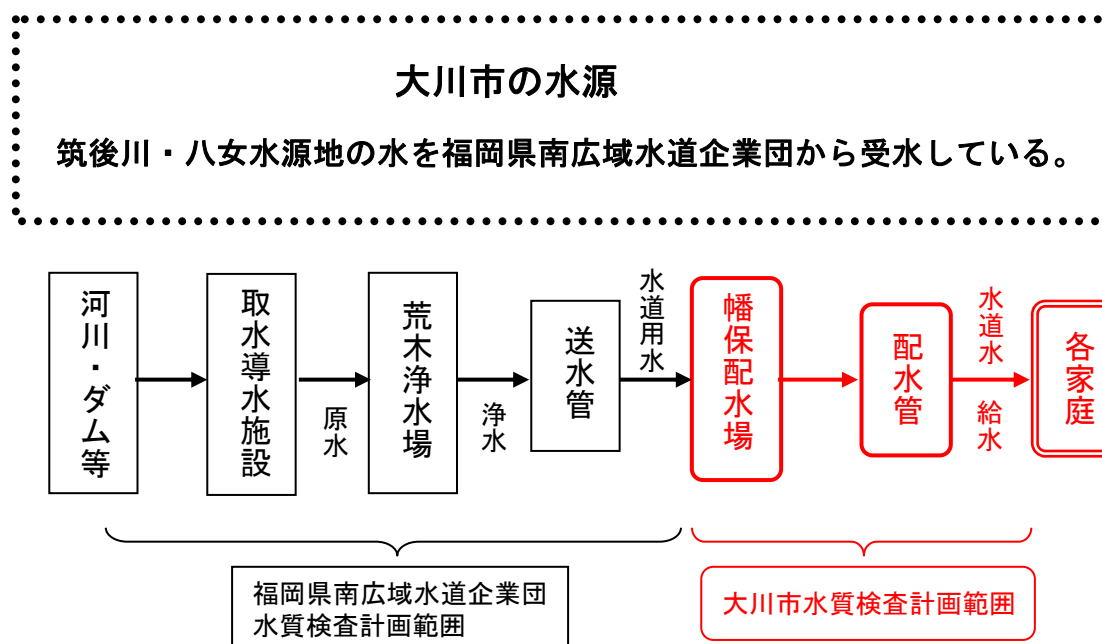 大川市の水源
筑後川・八女水源地の水を福岡県南広域水道企業団から受水している。
河川・ダム等
取水導水施設
原水
荒木浄水場
浄水
送水管
水道用水
幡保配水場
配水管
水道水
給水
各家庭
福岡県南広域水道企業団
水質検査計画範囲
大川市水質検査計画範囲